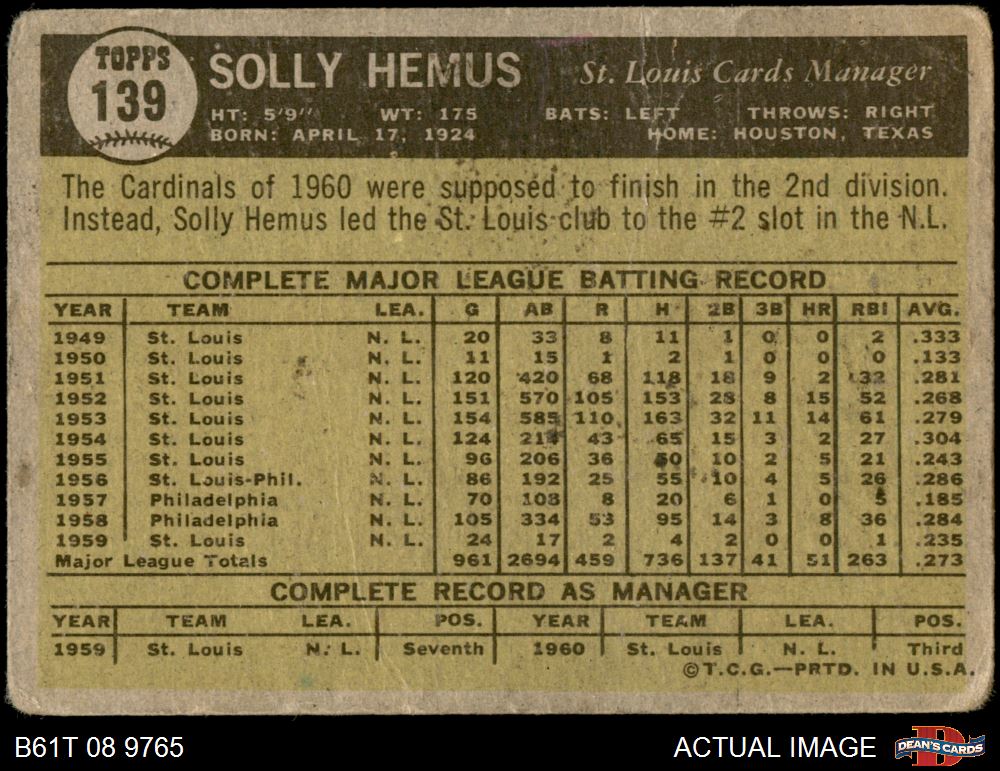 TOPPS
139
SOLLY HEMUS St. Louis Cards Manager
HT: 5'9" WT: 175 BATS: LEFT THROWS: RIGHT
BORN: APRIL 17, 1924 HOME: HOUSTON, TEXAS
The Cardinals of 1960 were supposed to finish in the 2nd division.
Instead, Solly Hemus led the St. Louis club to the #2 slot in the N.L.
COMPLETE MAJOR LEAGUE BATTING RECORD
YEAR TEAM LEA. G AB R H 2B 3B HR RBI AVG.
1949 St. Louis N. L. 20 33 8 11 1 0 0 2 .333
1950 St. Louis N. L. 11 15 1 2 1 0 0 0 .133
1951 St. Louis N. L. 120 420 68 118 18 9 2 32 .281
1952 St. Louis N. L. 151 570 105 153 28 8 15 52 .268
1953 St. Louis N. L. 154 585 110 163 32 11 14 61 .279
1954 St. Louis N. L. 124 214 43 65 15 3 2 27 .304
1955 St. Louis N. L. 96 206 36 50 10 2 5 21 .243
1956 St. Louis-Phil. N. L. 86 192 25 55 10 4 5 26 .286
1957 Philadelphia N. L. 70 108 8 20 6 1 0 5 .185
1958 Philadelphia N. L. 105 334 53 95 14 3 8 36 .284
1959 St. Louis N. L. 24 17 2 4 2 0 0 1 .235
Major League Totals 961 2694 459 736 137 41 51 263 .273
COMPLETE RECORD AS MANAGER
YEAR TEAM LEA. POS. YEAR TEAM LEA. POS.
1959 St. Louis N. L. Seventh 1960 St. Louis N. L. Third
©T.C.G.—PRTD. IN U.S.A.
B61T 08 9765 ACTUAL IMAGE DEAN'S CARDS